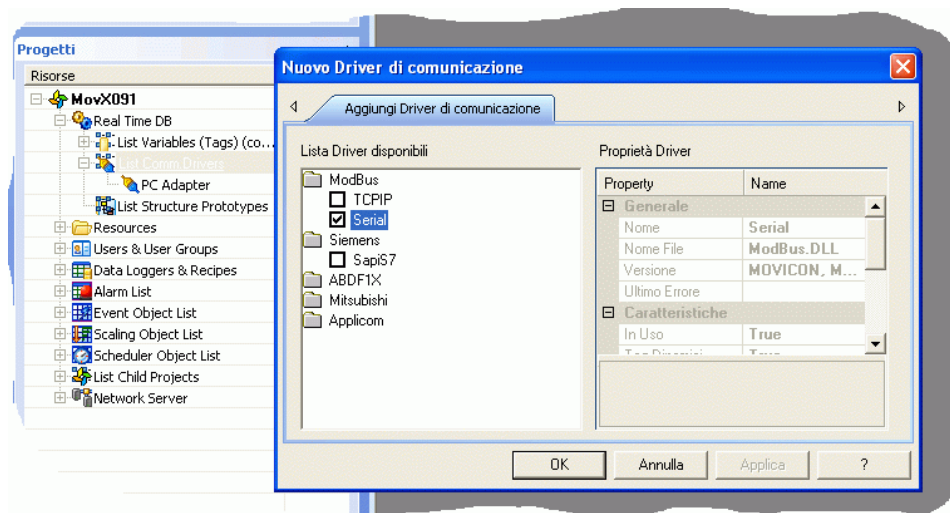 Progetti
Risorse
MovX091
Real Time DB
List Variables (Tags) (co...
List Comm Drivers
PC Adapter
List Structure Prototypes
Resources
Users & User Groups
Data Loggers & Recipes
Alarm List
Event Object List
Scaling Object List
Scheduler Object List
List Child Projects
Network Server
Nuovo Driver di comunicazione
Aggiungi Driver di comunicazione
Lista Driver disponibili
ModBus
TCPIP
Serial
Siemens
SapiS7
ABDF1X
Mitsubishi
Applicom
Proprietà Driver
Property Name
Generale
Nome Serial
Nome File ModBus.DLL
Versione MOVICON, M...
Ultimo Errore
Caratteristiche
In Uso True
Tag Dinamici True
OK Annulla Applica ?